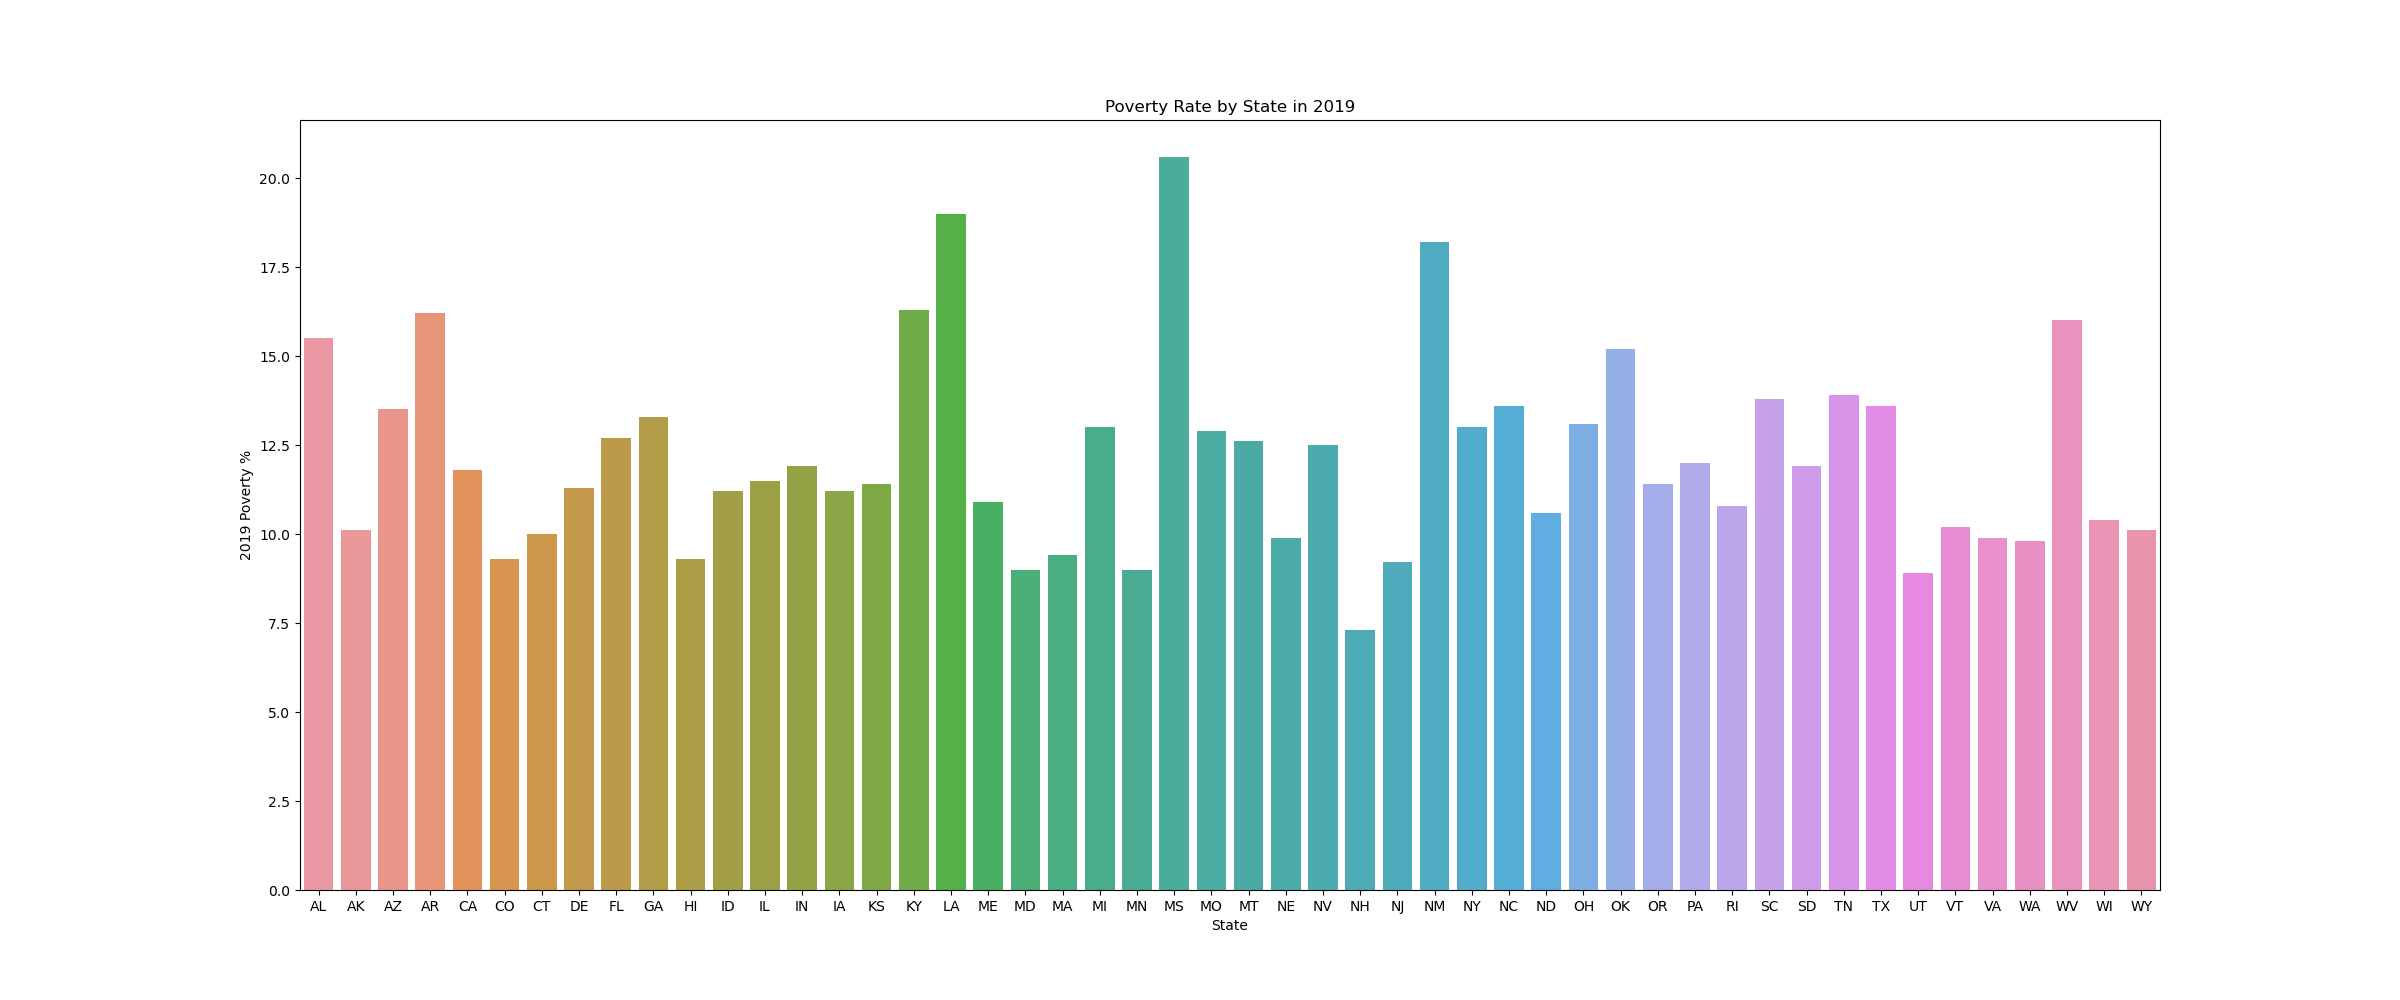 Poverty Rate by State in 2019
20.0
17.5
15.0
12.5
10.0
7.5
5.0
2.5
0.0
2019 Poverty %
AL AK AZ AR CA CO CT DE FL GA HI ID IL IN IA KS KY LA ME MD MA MI MN MS MO MT NE NV NH NJ NM NY NC ND OH OK OR PA RI SC SD TN TX UT VT VA WA WV WI WY
State